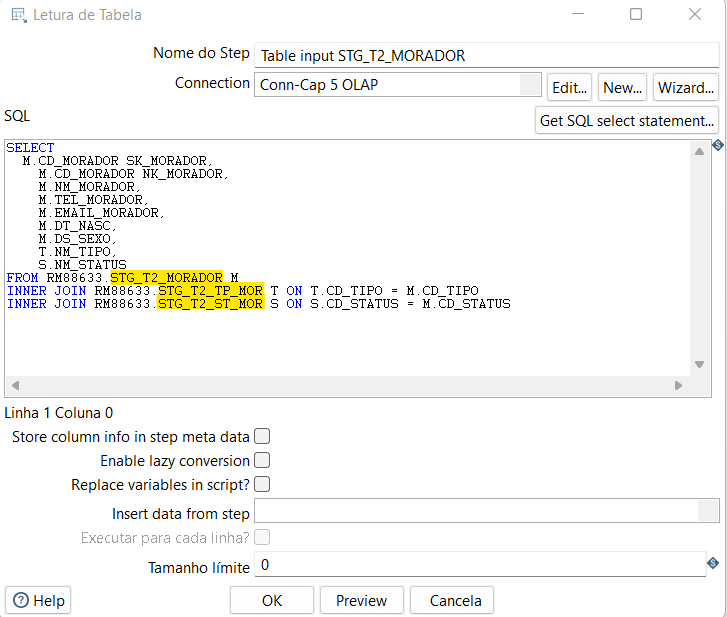 Letura de Tabela
Nome do Step Table input STG_T2_MORADOR
Connection Conn-Cap 5 OLAP Edit... New... Wizard...
SQL Get SQL select statement...
SELECT
M.CD_MORADOR SK_MORADOR,
M.CD_MORADOR NK_MORADOR,
M.NM_MORADOR,
M.TEL_MORADOR,
M.EMAIL_MORADOR,
M.DT_NASC,
M.DS_SEXO,
T.NM_TIPO,
S.NM_STATUS
FROM RM88633.STG_T2_MORADOR M
INNER JOIN RM88633.STG_T2_TP_MOR T ON T.CD_TIPO = M.CD_TIPO
INNER JOIN RM88633.STG_T2_ST_MOR S ON S.CD_STATUS = M.CD_STATUS
Linha 1 Coluna 0
Store column info in step meta data
Enable lazy conversion
Replace variables in script?
Insert data from step
Executar para cada linha?
Tamanho límite 0
Help OK Preview Cancela